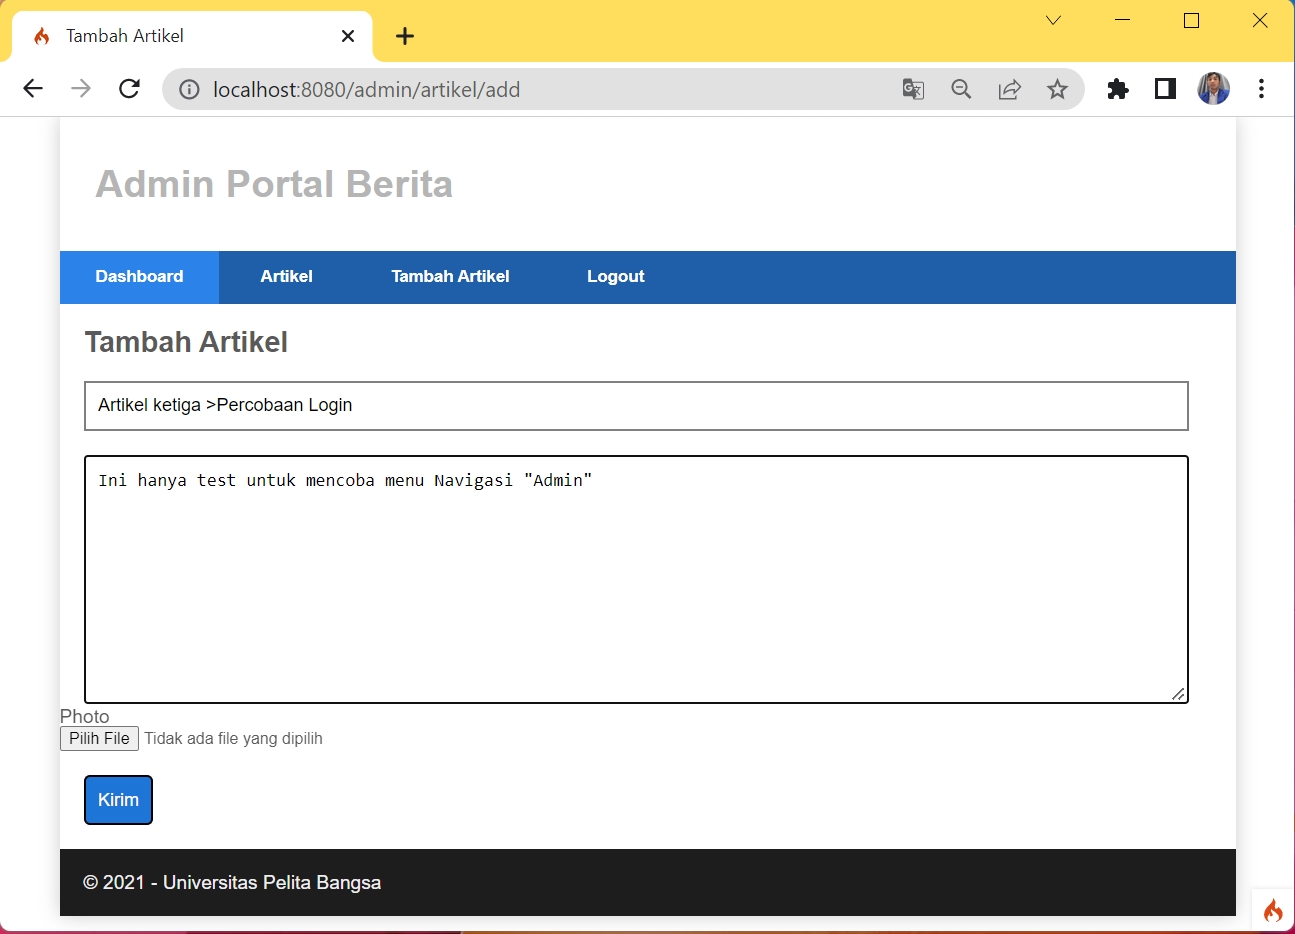 Tambah Artikel
localhost:8080/admin/artikel/add
Admin Portal Berita
Dashboard Artikel Tambah Artikel Logout
Tambah Artikel
Artikel ketiga >Percobaan Login
Ini hanya test untuk mencoba menu Navigasi "Admin"
Photo
Pilih File Tidak ada file yang dipilih
Kirim
© 2021 - Universitas Pelita Bangsa